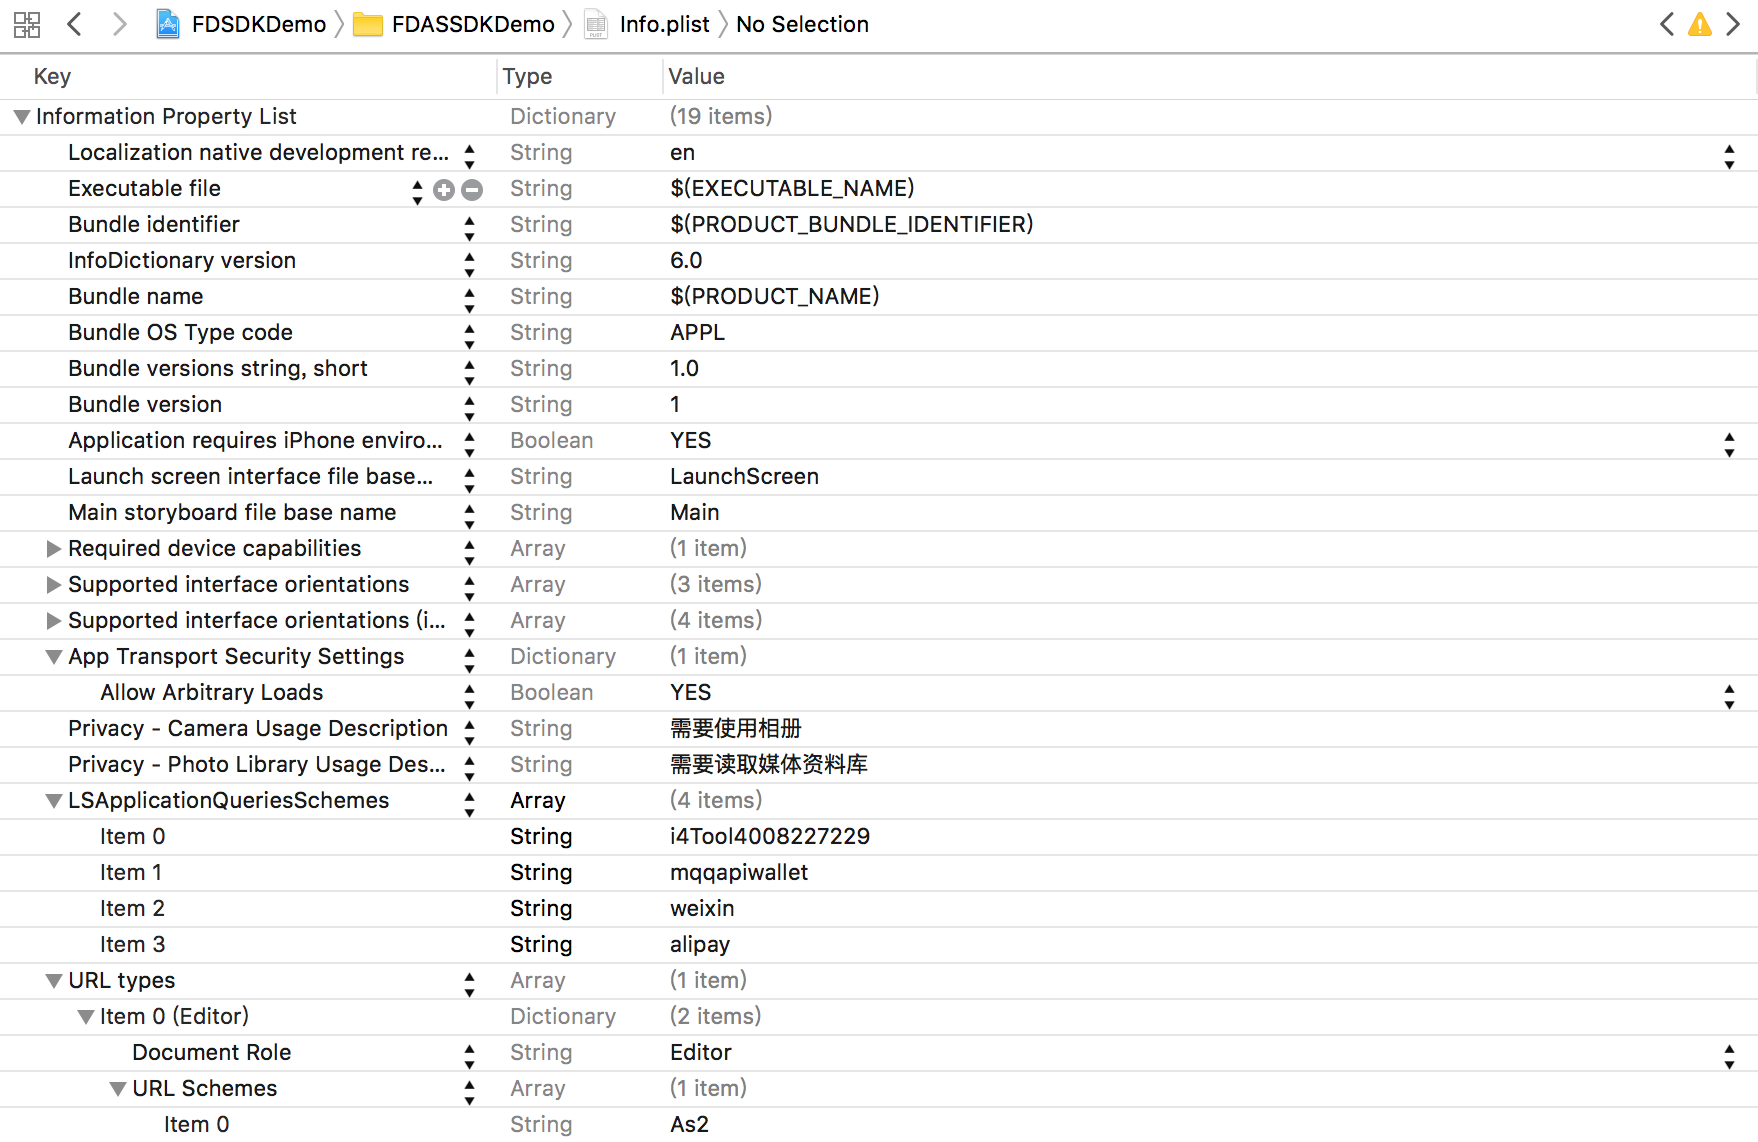 FDSDKDemo FDASSDKDemo Info.plist No Selection
Key Type Value
Information Property List Dictionary (19 items)
Localization native development re... String en
Executable file String $(EXECUTABLE_NAME)
Bundle identifier String $(PRODUCT_BUNDLE_IDENTIFIER)
InfoDictionary version String 6.0
Bundle name String $(PRODUCT_NAME)
Bundle OS Type code String APPL
Bundle versions string, short String 1.0
Bundle version String 1
Application requires iPhone enviro... Boolean YES
Launch screen interface file base... String LaunchScreen
Main storyboard file base name String Main
Required device capabilities Array (1 item)
Supported interface orientations Array (3 items)
Supported interface orientations (i... Array (4 items)
App Transport Security Settings Dictionary (1 item)
Allow Arbitrary Loads Boolean YES
Privacy - Camera Usage Description String 需要使用相册
Privacy - Photo Library Usage Des... String 需要读取媒体资料库
LSApplicationQueriesSchemes Array (4 items)
Item 0 String i4Tool4008227229
Item 1 String mqqapiwallet
Item 2 String weixin
Item 3 String alipay
URL types Array (1 item)
Item 0 (Editor) Dictionary (2 items)
Document Role String Editor
URL Schemes Array (1 item)
Item 0 String As2